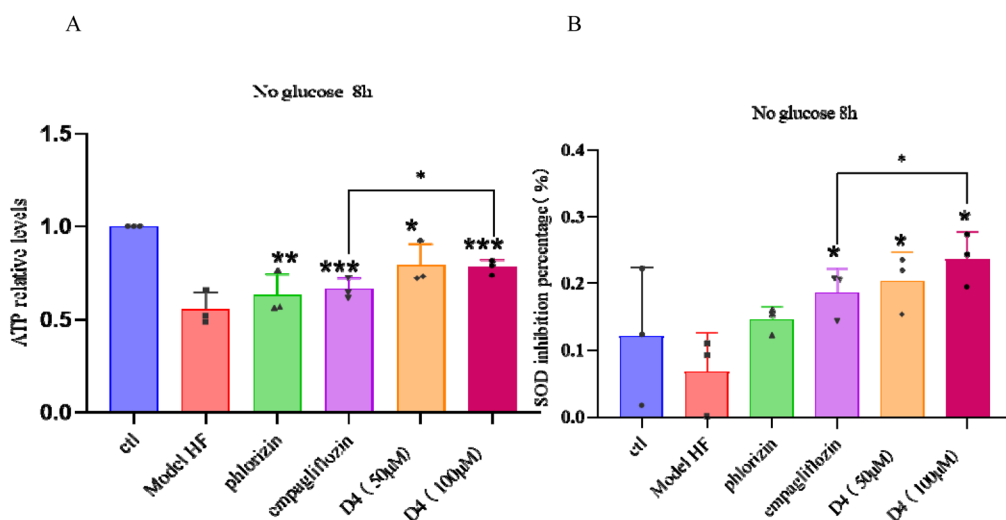 A
No glucose 8h
ATP relative levels
1.5
1.0
0.5
0.0
**
***
*
***
*
ctl
Model HF
phlorizin
empagliflozin
D4（50μM）
D4（100μM）
B
No glucose 8h
SOD inhibition percentage（%）
0.4
0.3
0.2
0.1
0.0
*
*
*
*
ctl
Model HF
phlorizin
empagliflozin
D4（50μM）
D4（100μM）